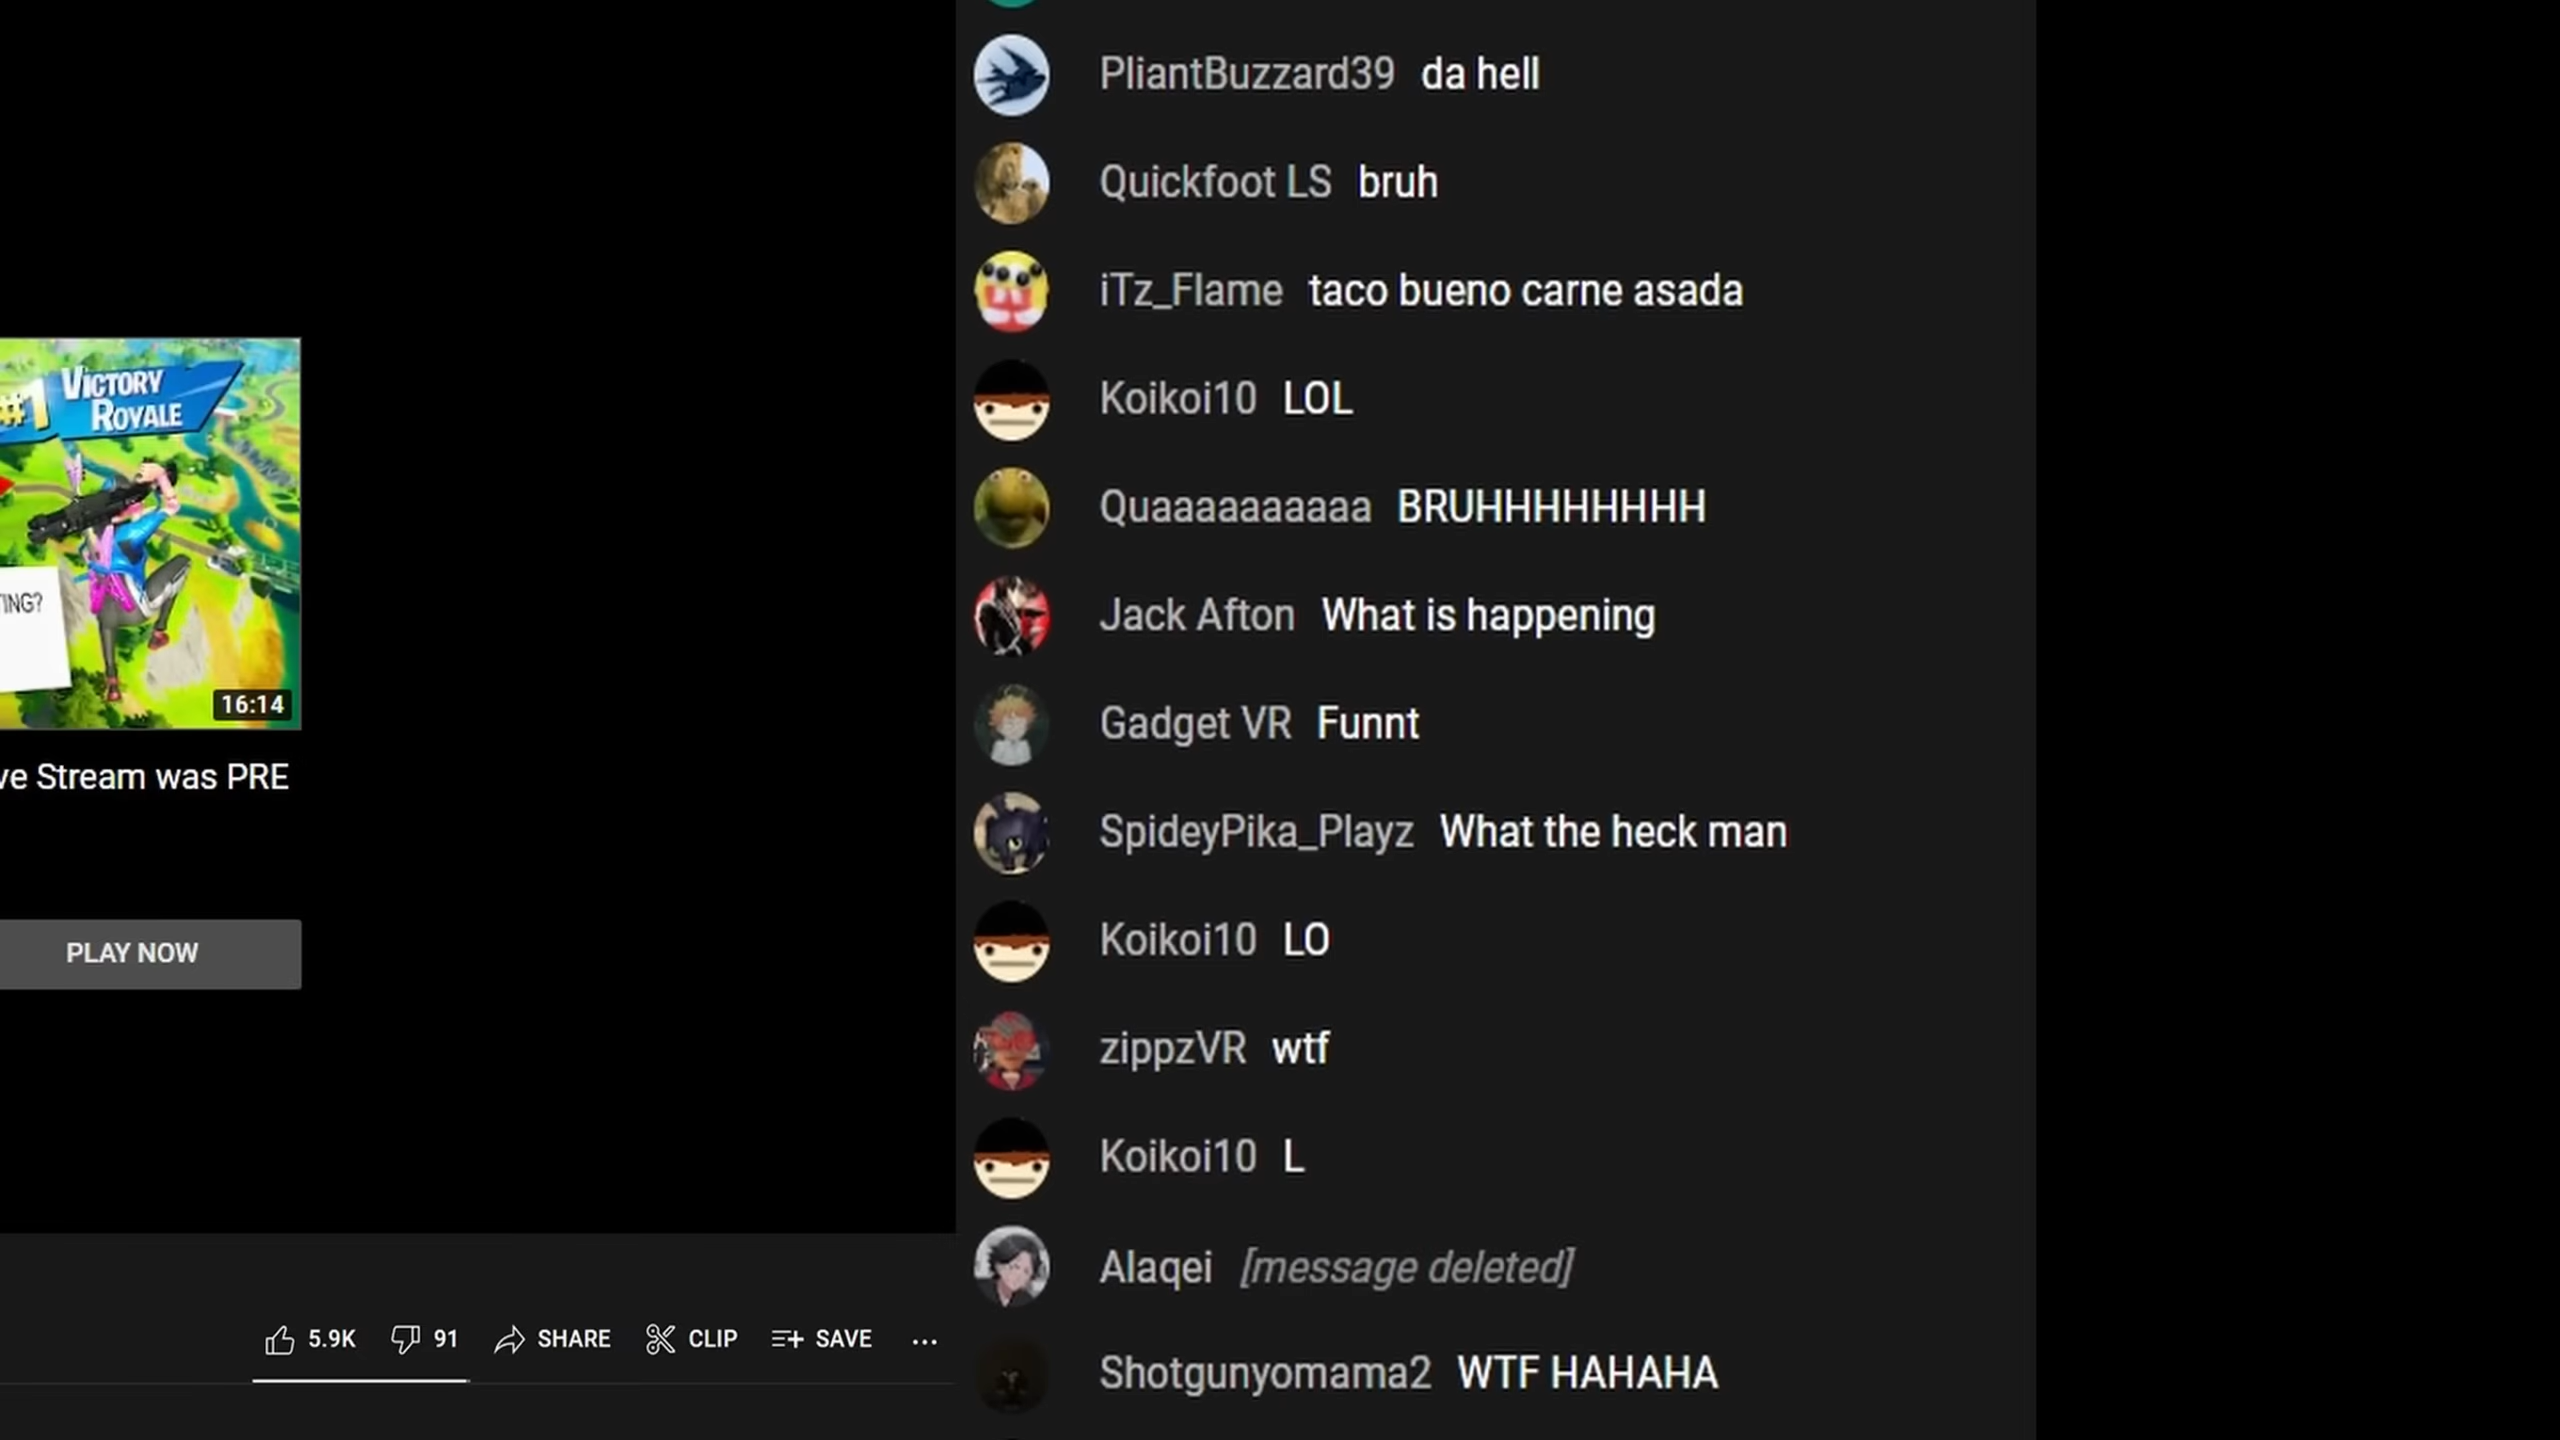 #1 VICTORY
ROYALE
TING?
16:14
ve Stream was PRE
PLAY NOW
5.9K 91 SHARE CLIP SAVE ...
PliantBuzzard39 da hell
Quickfoot LS bruh
iTz_Flame taco bueno carne asada
Koikoi10 LOL
Quaaaaaaaaaa BRUHHHHHHHH
Jack Afton What is happening
Gadget VR Funnt
SpideyPika_Playz What the heck man
Koikoi10 LO
zippzVR wtf
Koikoi10 L
Alaqei [message deleted]
Shotgunyomama2 WTF HAHAHA